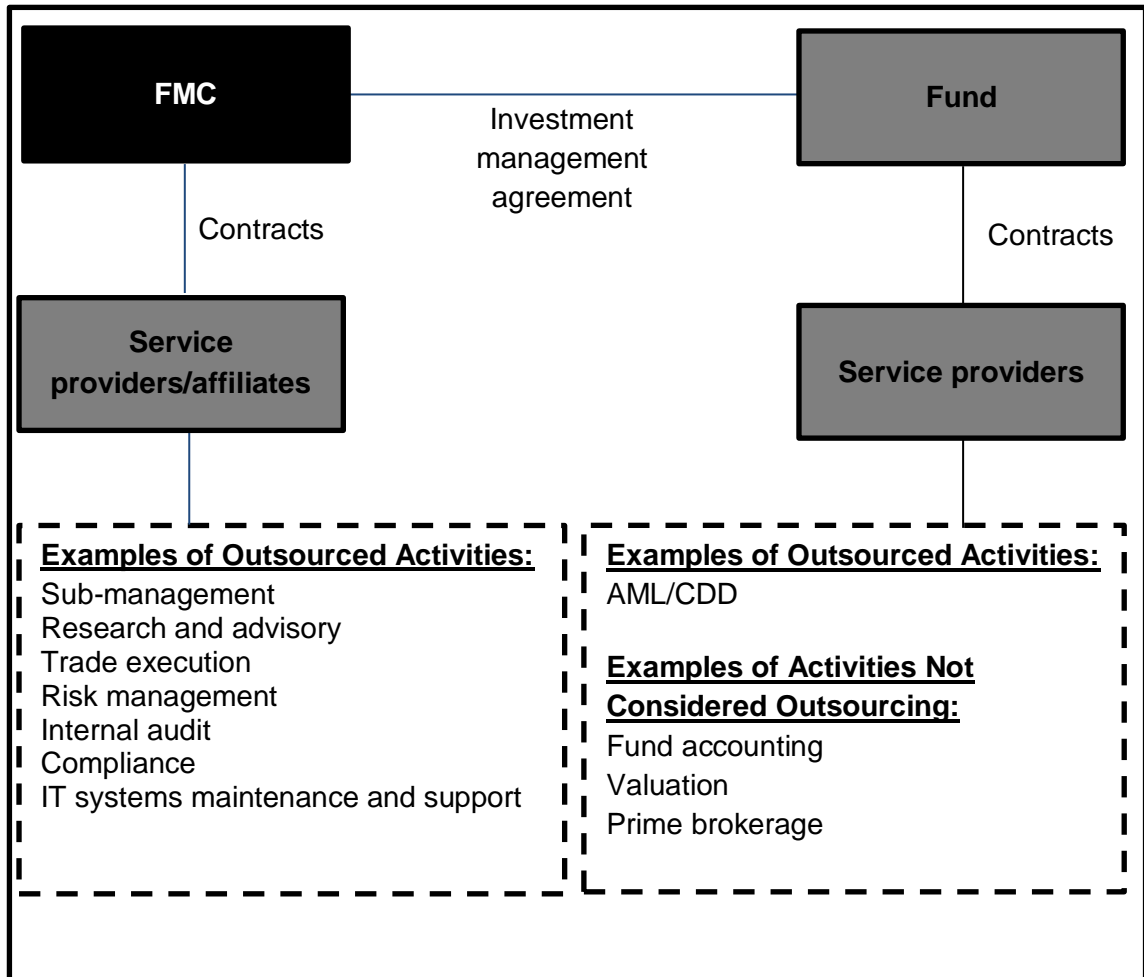 FMC
Fund
Investment
management
agreement
Contracts
Contracts
Service
providers/affiliates
Service providers
Examples of Outsourced Activities:
Sub-management
Research and advisory
Trade execution
Risk management
Internal audit
Compliance
IT systems maintenance and support
Examples of Outsourced Activities:
AML/CDD
Examples of Activities Not
Considered Outsourcing:
Fund accounting
Valuation
Prime brokerage